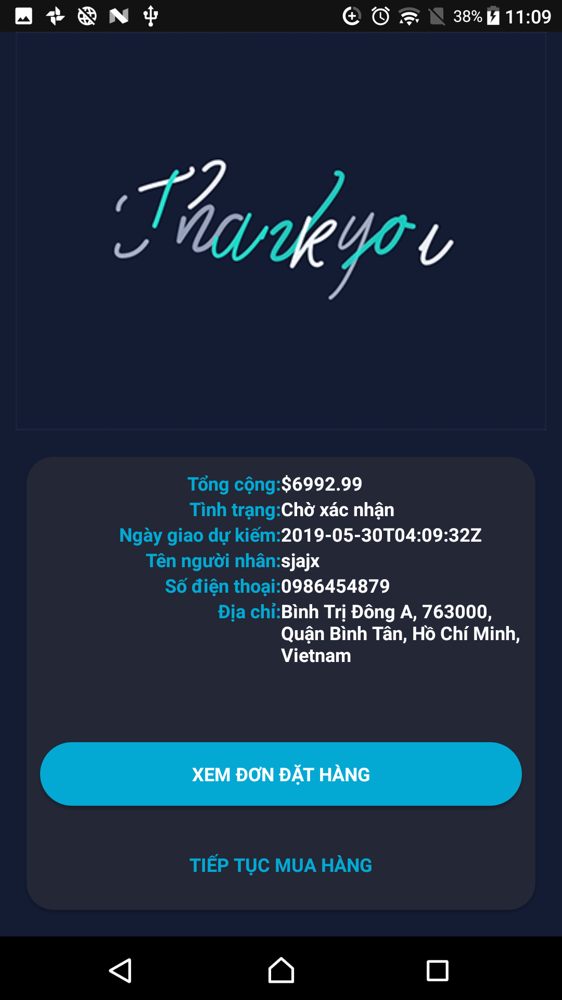 38% 11:09
Thankyou
Tổng cộng:$6992.99
Tình trạng:Chờ xác nhận
Ngày giao dự kiếm:2019-05-30T04:09:32Z
Tên người nhân:sjajx
Số điện thoại:0986454879
Địa chỉ:Bình Trị Đông A, 763000,
Quận Bình Tân, Hồ Chí Minh,
Vietnam
XEM ĐƠN ĐẶT HÀNG
TIẾP TỤC MUA HÀNG